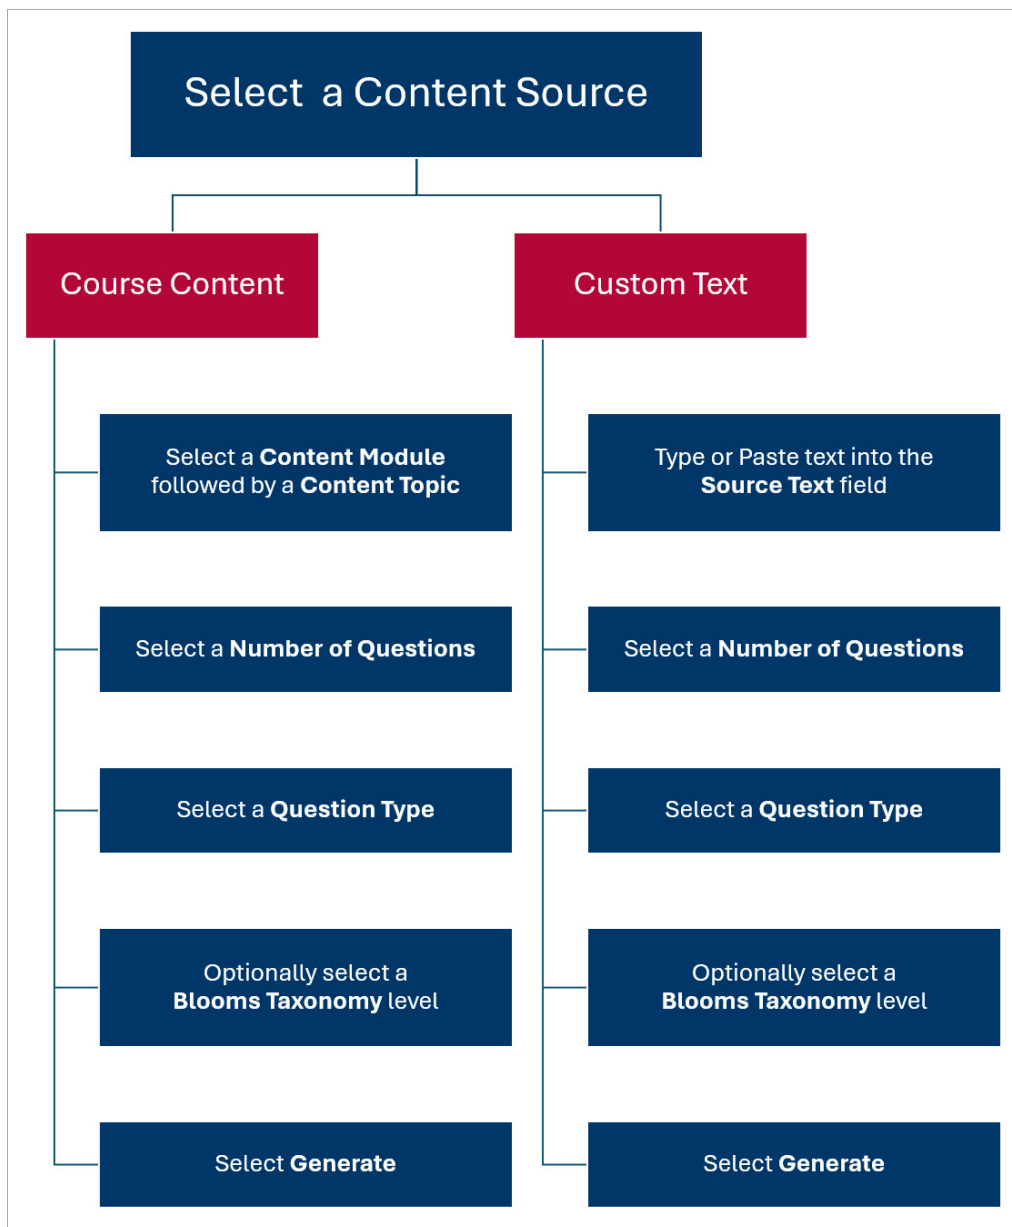 Select a Content Source
Course Content
Select a Content Module
followed by a Content Topic
Select a Number of Questions
Select a Question Type
Optionally select a
Blooms Taxonomy level
Select Generate
Custom Text
Type or Paste text into the
Source Text field
Select a Number of Questions
Select a Question Type
Optionally select a
Blooms Taxonomy level
Select Generate